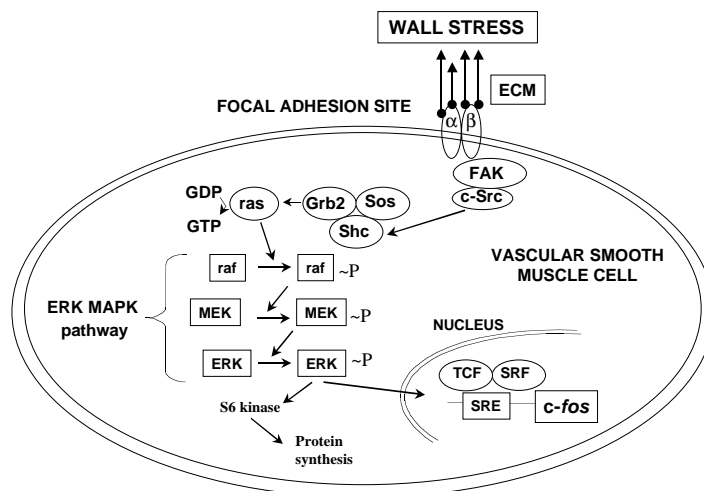 WALL STRESS
ECM
FOCAL ADHESION SITE
α β
FAK
c-Src
GDP
GTP
ras
Grb2
Sos
Shc
VASCULAR SMOOTH
MUSCLE CELL
raf
raf
~P
ERK MAPK
pathway
MEK
MEK
~P
NUCLEUS
ERK
ERK
~P
TCF
SRF
S6 kinase
SRE
c-fos
Protein
synthesis